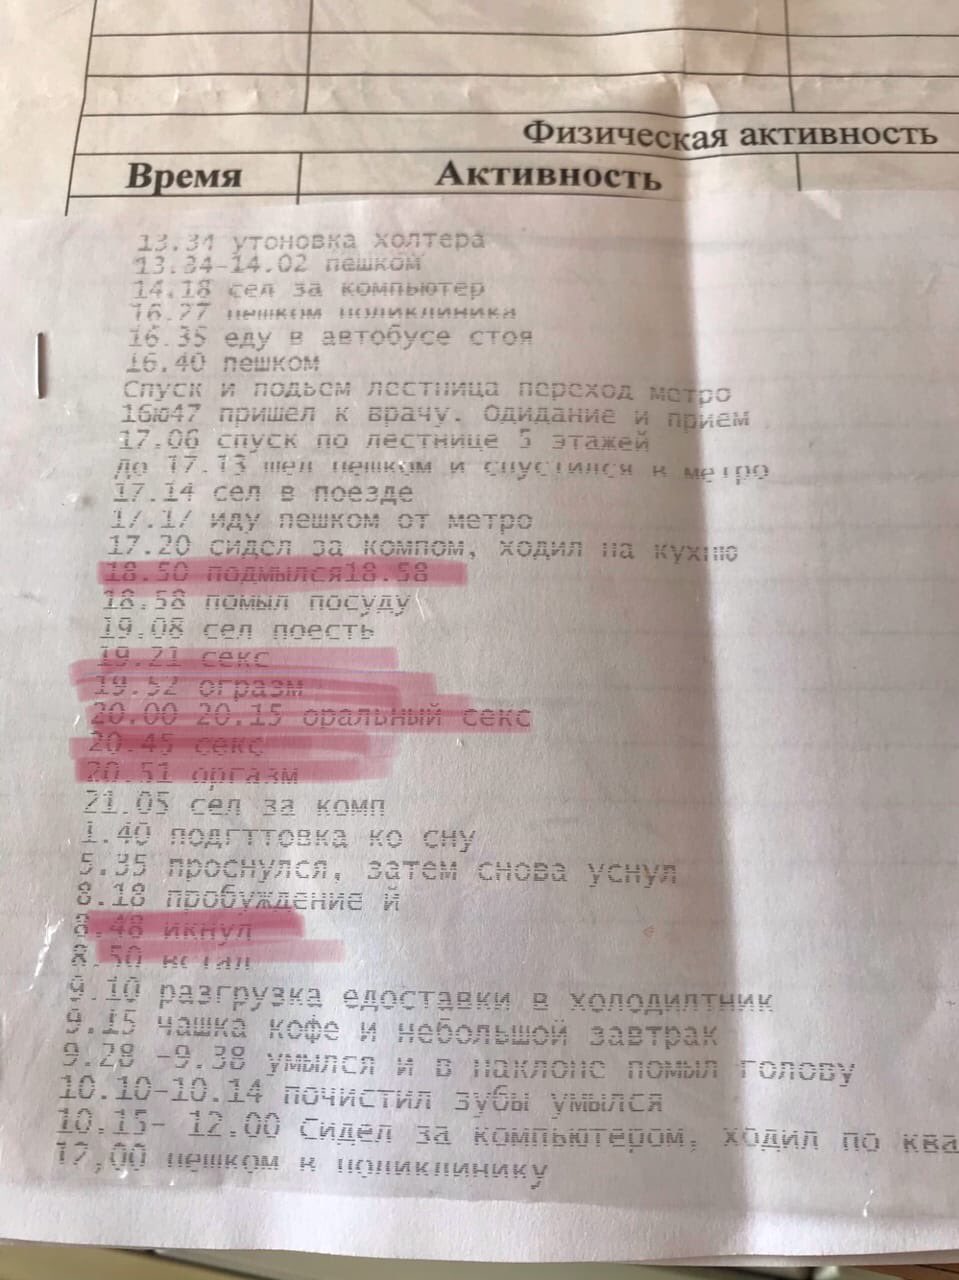 Физическая активность
Время Активность
13.34 утоновка холтера
13.34-14.02 пешком
14.18 сел за компьютер
16.27 пешком поликлиника
16.35 еду в автобусе стоя
16.40 пешком
Спуск и подьем лестница переход метро
16ю47 пришел к врачу. Одидание и прием
17.06 спуск по лестнице 5 этажей
До 17.13 шел пешком и спустился в метро
17.14 сел в поезде
17.17 иду пешком от метро
17.20 сидел за компом, ходил на кухню
18.50 подмылся18.58
18.58 помыл посуду
19.08 сел поесть
19.21 секс
19.52 огразм
20.00 20.15 оральный секс
20.45 секс
20.51 оргазм
21.05 сел за комп
1.40 подгттовка ко сну
5.35 проснулся, затем снова уснул
8.18 пробуждение й
8.48 икнул
8.50 встал
9.10 разгрузка едоставки в холодилтник
9.15 чашка кофе и небольшой завтрак
9.28 -9.38 умылся и в наклоне помыл голову
10.10-10.14 почистил зубы умылся
10.15- 12.00 Сидел за компьютером, ходил по ква
пешком к поликлинику